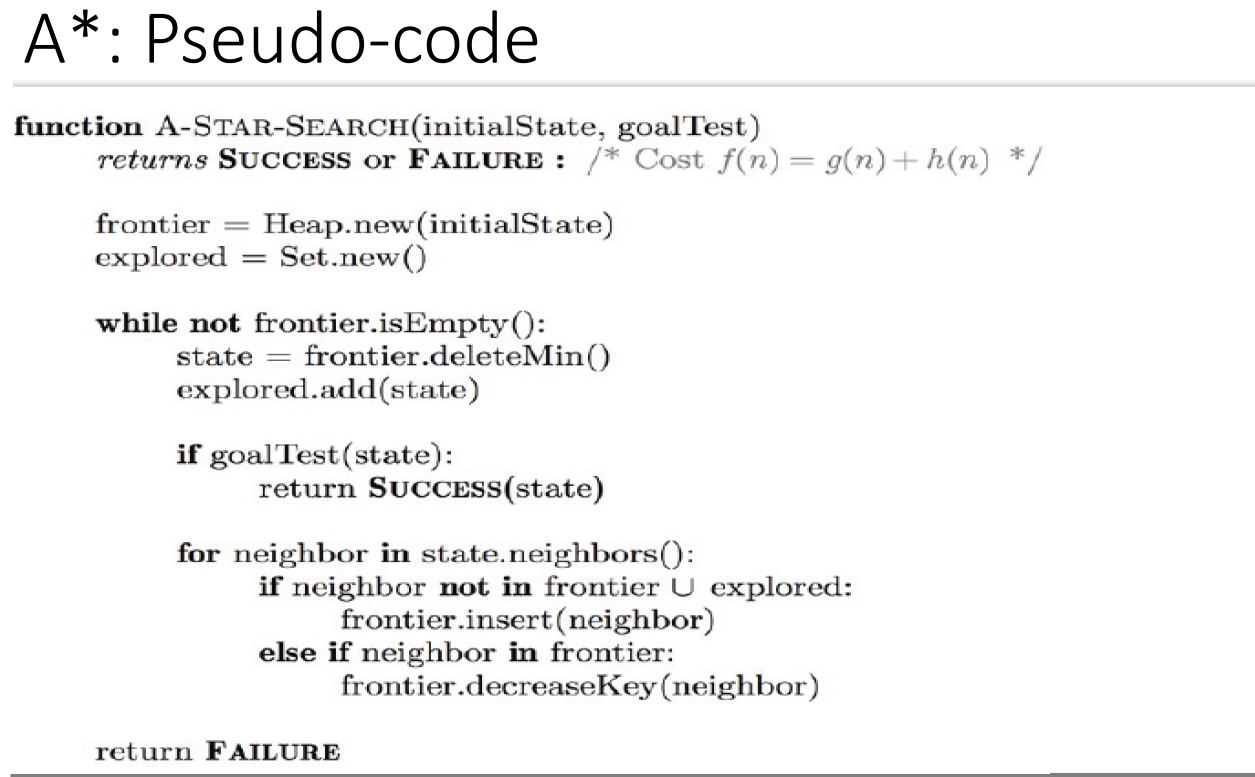 A*: Pseudo-code
function A-STAR-SEARCH(initialState, goalTest)
returns SUCCESS or FAILURE : /* Cost f(n) = g(n) + h(n) */
frontier = Heap.new(initialState)
explored = Set.new()
while not frontier.isEmpty():
state = frontier.deleteMin()
explored.add(state)
if goalTest(state):
return SUCCESS(state)
for neighbor in state.neighbors():
if neighbor not in frontier ∪ explored:
frontier.insert(neighbor)
else if neighbor in frontier:
frontier.decreaseKey(neighbor)
return FAILURE